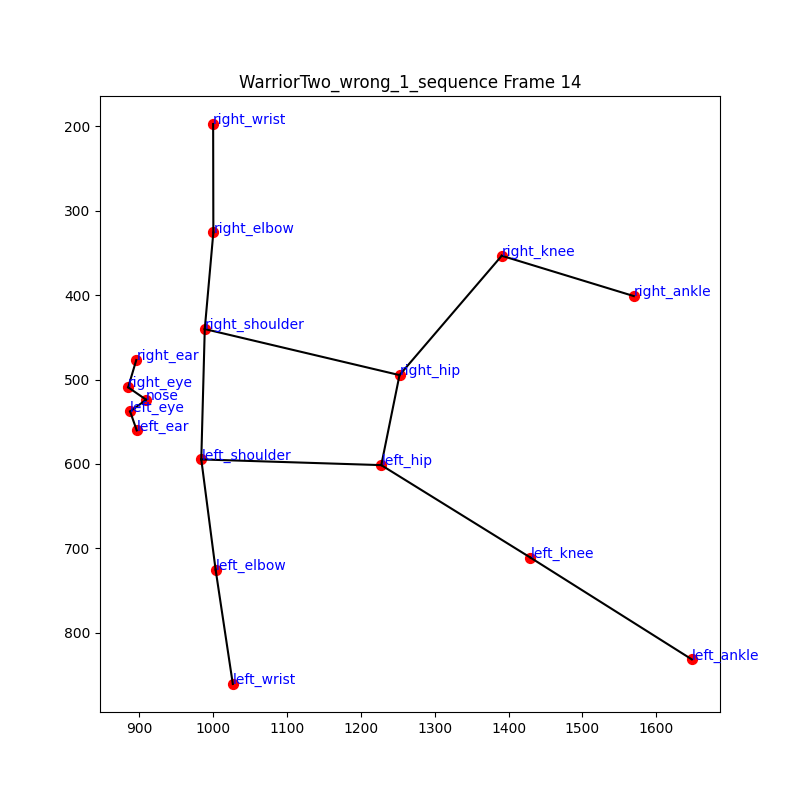 WarriorTwo_wrong_1_sequence Frame 14
200
300
400
500
600
700
800
right_wrist
right_elbow
right_knee
right_ankle
right_shoulder
right_ear
right_hip
right_eye
nose
left_eye
left_ear
left_shoulder
left_hip
left_knee
left_elbow
left_ankle
left_wrist
900 1000 1100 1200 1300 1400 1500 1600